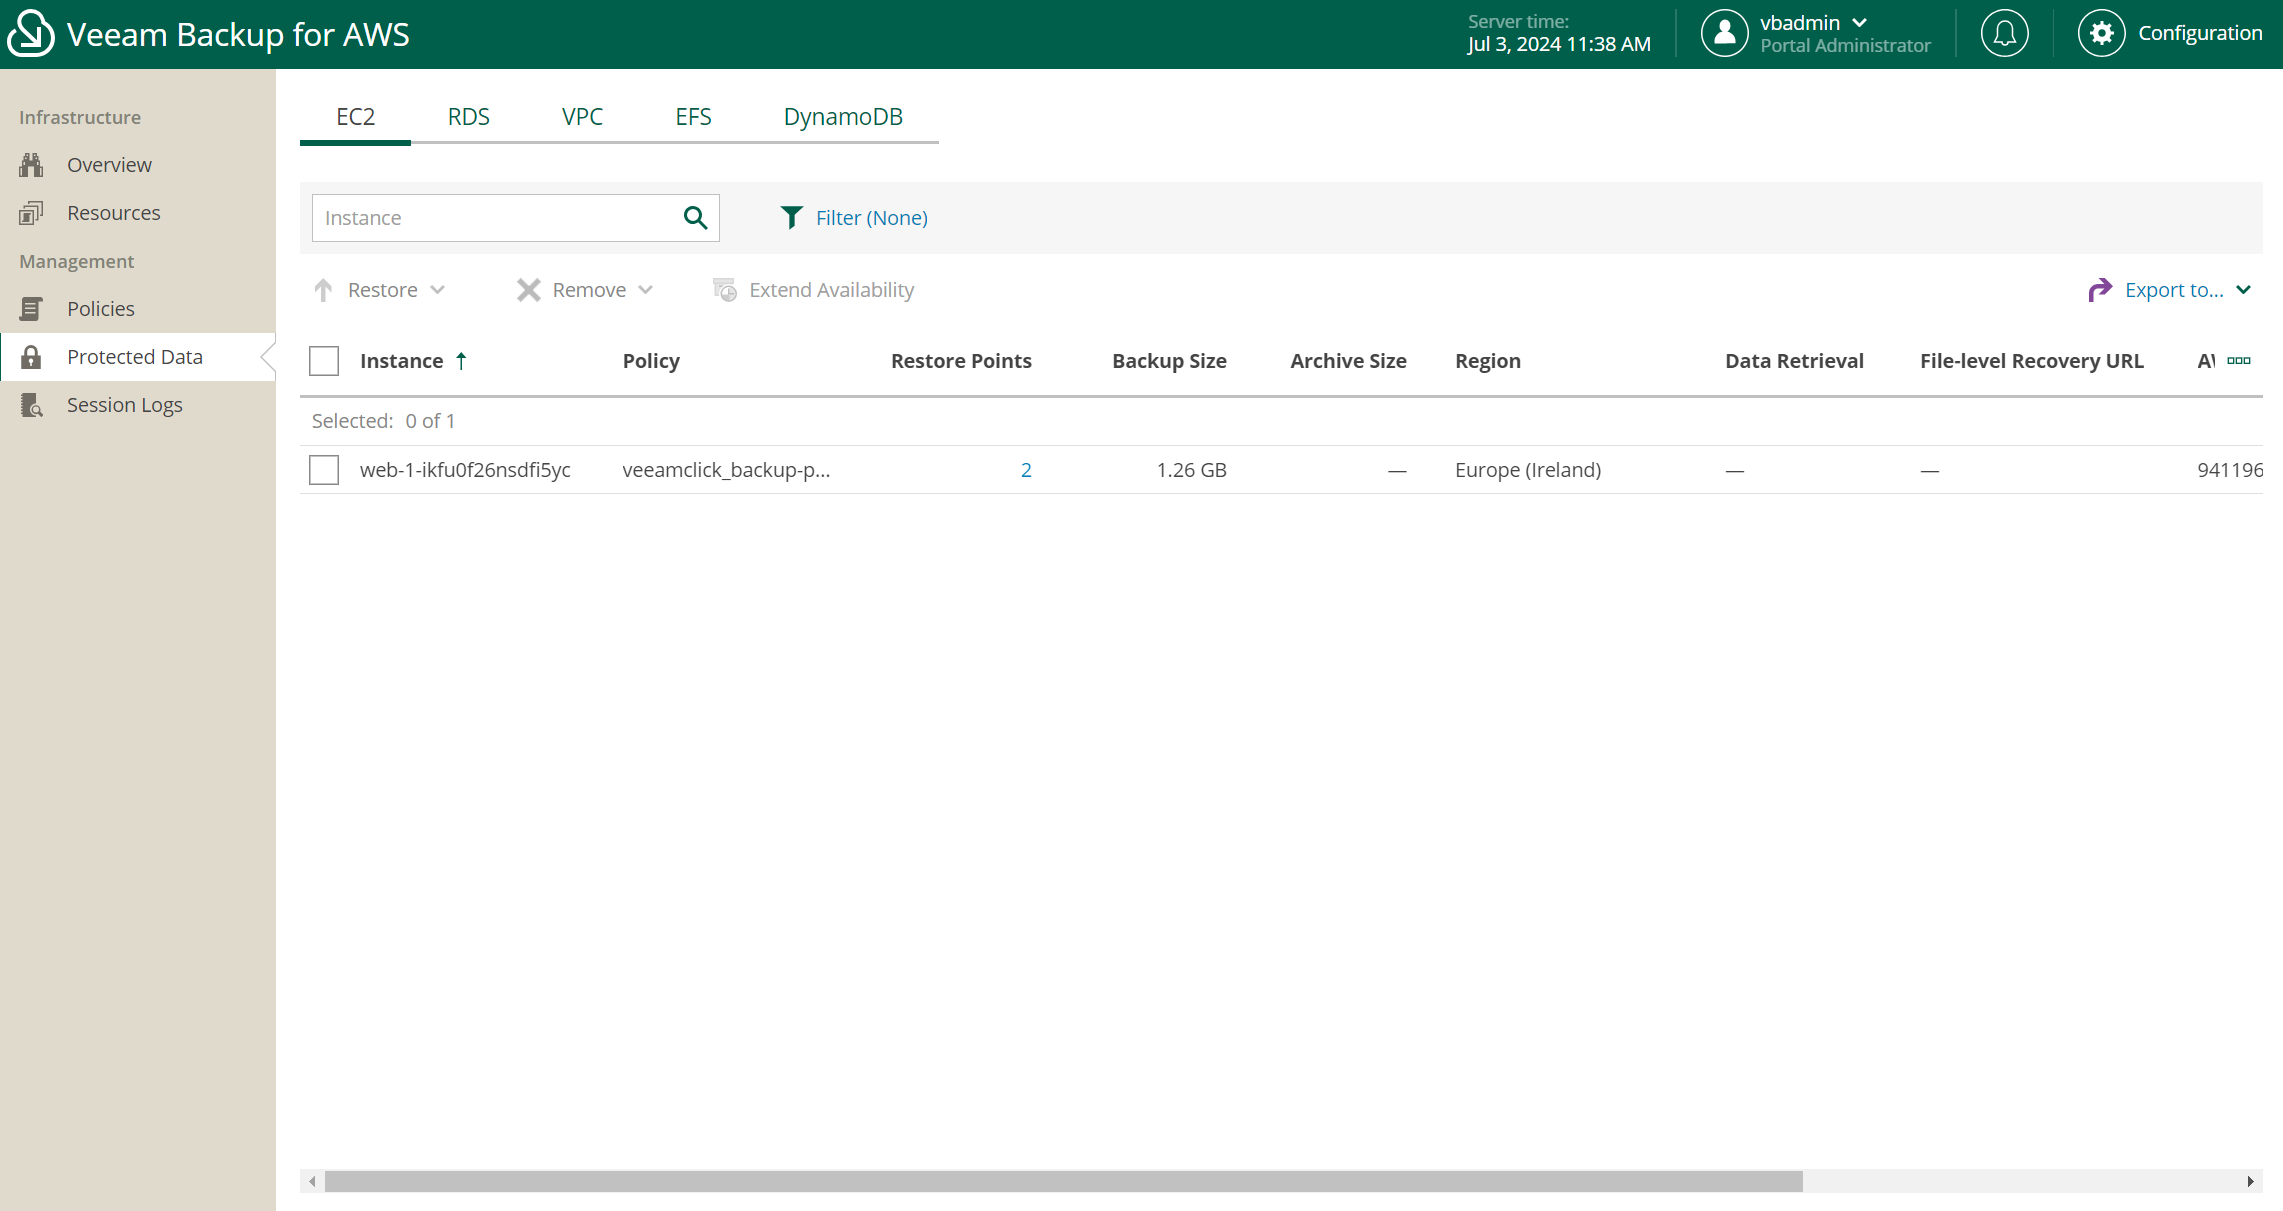 Veeam Backup for AWS
Server time:
Jul 3, 2024 11:38 AM
vbadmin
Portal Administrator
Configuration
Infrastructure
Overview
Resources
Management
Policies
Protected Data
Session Logs
EC2 RDS VPC EFS DynamoDB
Instance
Filter (None)
Restore Remove Extend Availability Export to...
Instance Policy Restore Points Backup Size Archive Size Region Data Retrieval File-level Recovery URL
Selected: 0 of 1
web-1-ikfu0f26nsdfi5yc veeamclick_backup-p... 2 1.26 GB — Europe (Ireland) — — 941196